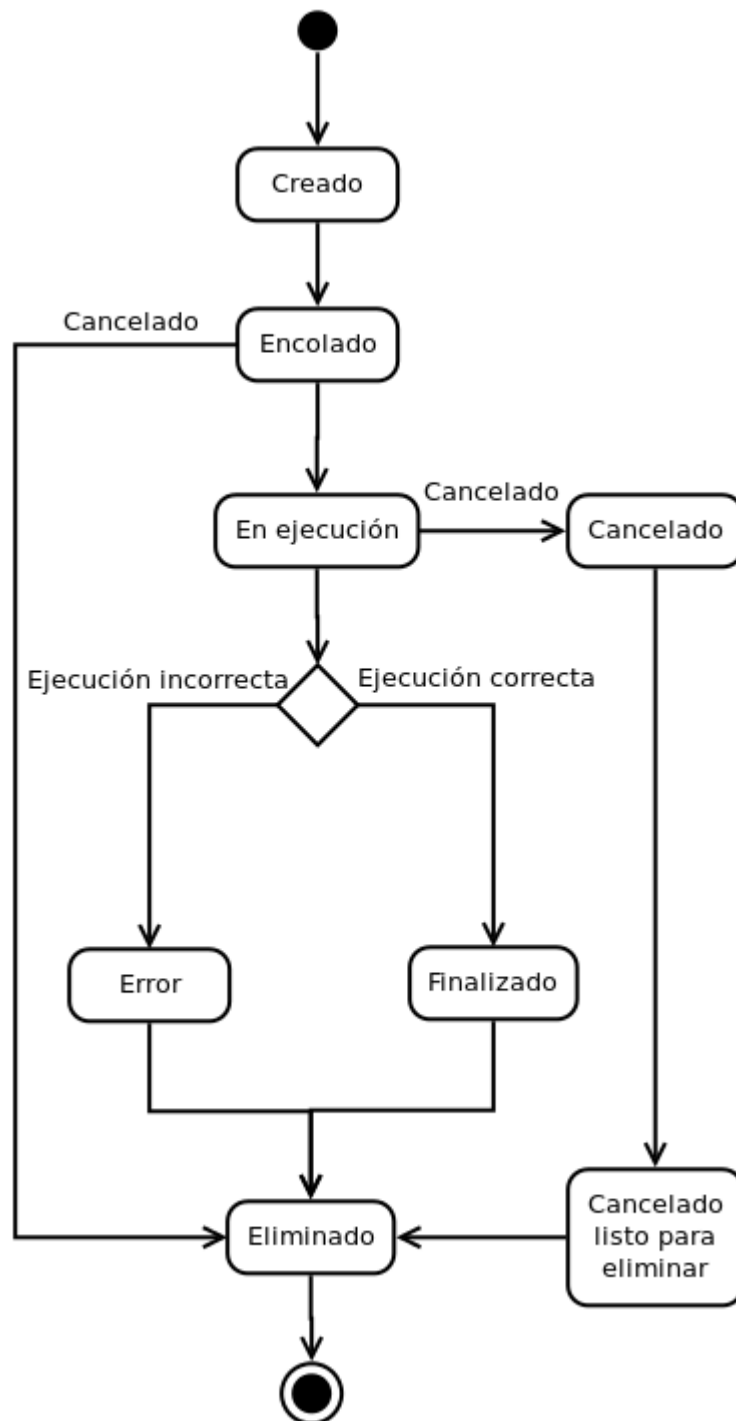 Creado
Cancelado
Encolado
Cancelado
En ejecución
Cancelado
Ejecución incorrecta
Ejecución correcta
Error
Finalizado
Cancelado
listo para
eliminar
Eliminado